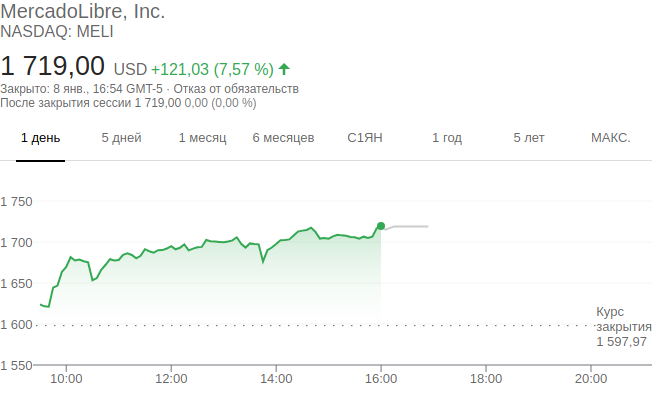 MercadoLibre, Inc.
NASDAQ: MELI
1 719,00 USD +121,03 (7,57 %)
Закрыто: 8 янв., 16:54 GMT-5 · Отказ от обязательств
После закрытия сессии 1 719,00 0,00 (0,00 %)
1 день 5 дней 1 месяц 6 месяцев С1ЯН 1 год 5 лет МАКС.
1 750
1 700
1 650
1 600
Курс
закрытия
1 597,97
1 550
10:00 12:00 14:00 16:00 18:00 20:00